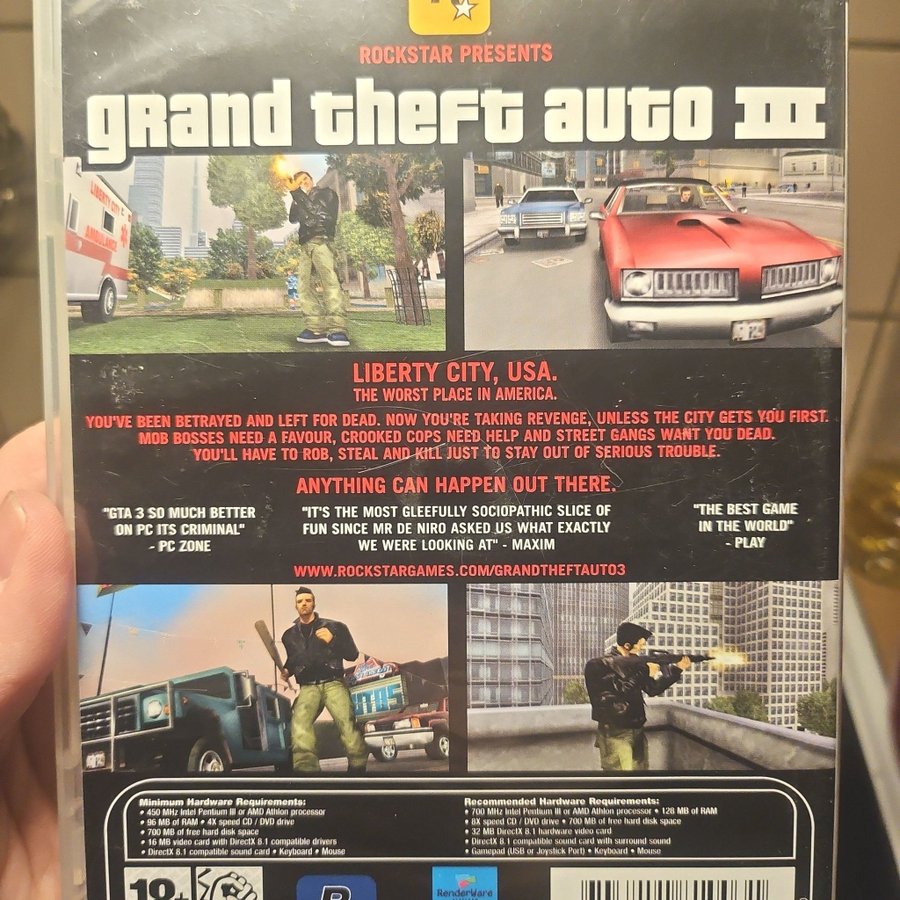 ROCKSTAR PRESENTS
grand theft auto III
LIBERTY CITY
AMBULANCE
LIBERTY CITY, USA.
THE WORST PLACE IN AMERICA.
YOU'VE BEEN BETRAYED AND LEFT FOR DEAD. NOW YOU'RE TAKING REVENGE, UNLESS THE CITY GETS YOU FIRST.
MOB BOSSES NEED A FAVOUR, CROOKED COPS NEED HELP AND STREET GANGS WANT YOU DEAD.
YOU'LL HAVE TO ROB, STEAL AND KILL JUST TO STAY OUT OF SERIOUS TROUBLE.
ANYTHING CAN HAPPEN OUT THERE.
"GTA 3 SO MUCH BETTER
ON PC ITS CRIMINAL"
- PC ZONE
"IT'S THE MOST GLEEFULLY SOCIOPATHIC SLICE OF
FUN SINCE MR DE NIRO ASKED US WHAT EXACTLY
WE WERE LOOKING AT" - MAXIM
"THE BEST GAME
IN THE WORLD"
- PLAY
WWW.ROCKSTARGAMES.COM/GRANDTHEFTAUTO3
Minimum Hardware Requirements:
• 450 MHz Intel Pentium III or AMD Athlon processor
• 96 MB of RAM • 4X speed CD / DVD drive
• 700 MB of free hard disk space
• 16 MB video card with DirectX 8.1 compatible drivers
• DirectX 8.1 compatible sound card • Keyboard • Mouse
Recommended Hardware Requirements:
• 700 MHz Intel Pentium III or AMD Athlon processor • 128 MB of RAM
• 8X speed CD / DVD drive • 700 MB of free hard disk space
• 32 MB DirectX 8.1 hardware video card
• DirectX 8.1 compatible sound card with surround sound
• Gamepad (USB or Joystick Port) • Keyboard • Mouse
18+
RenderWare